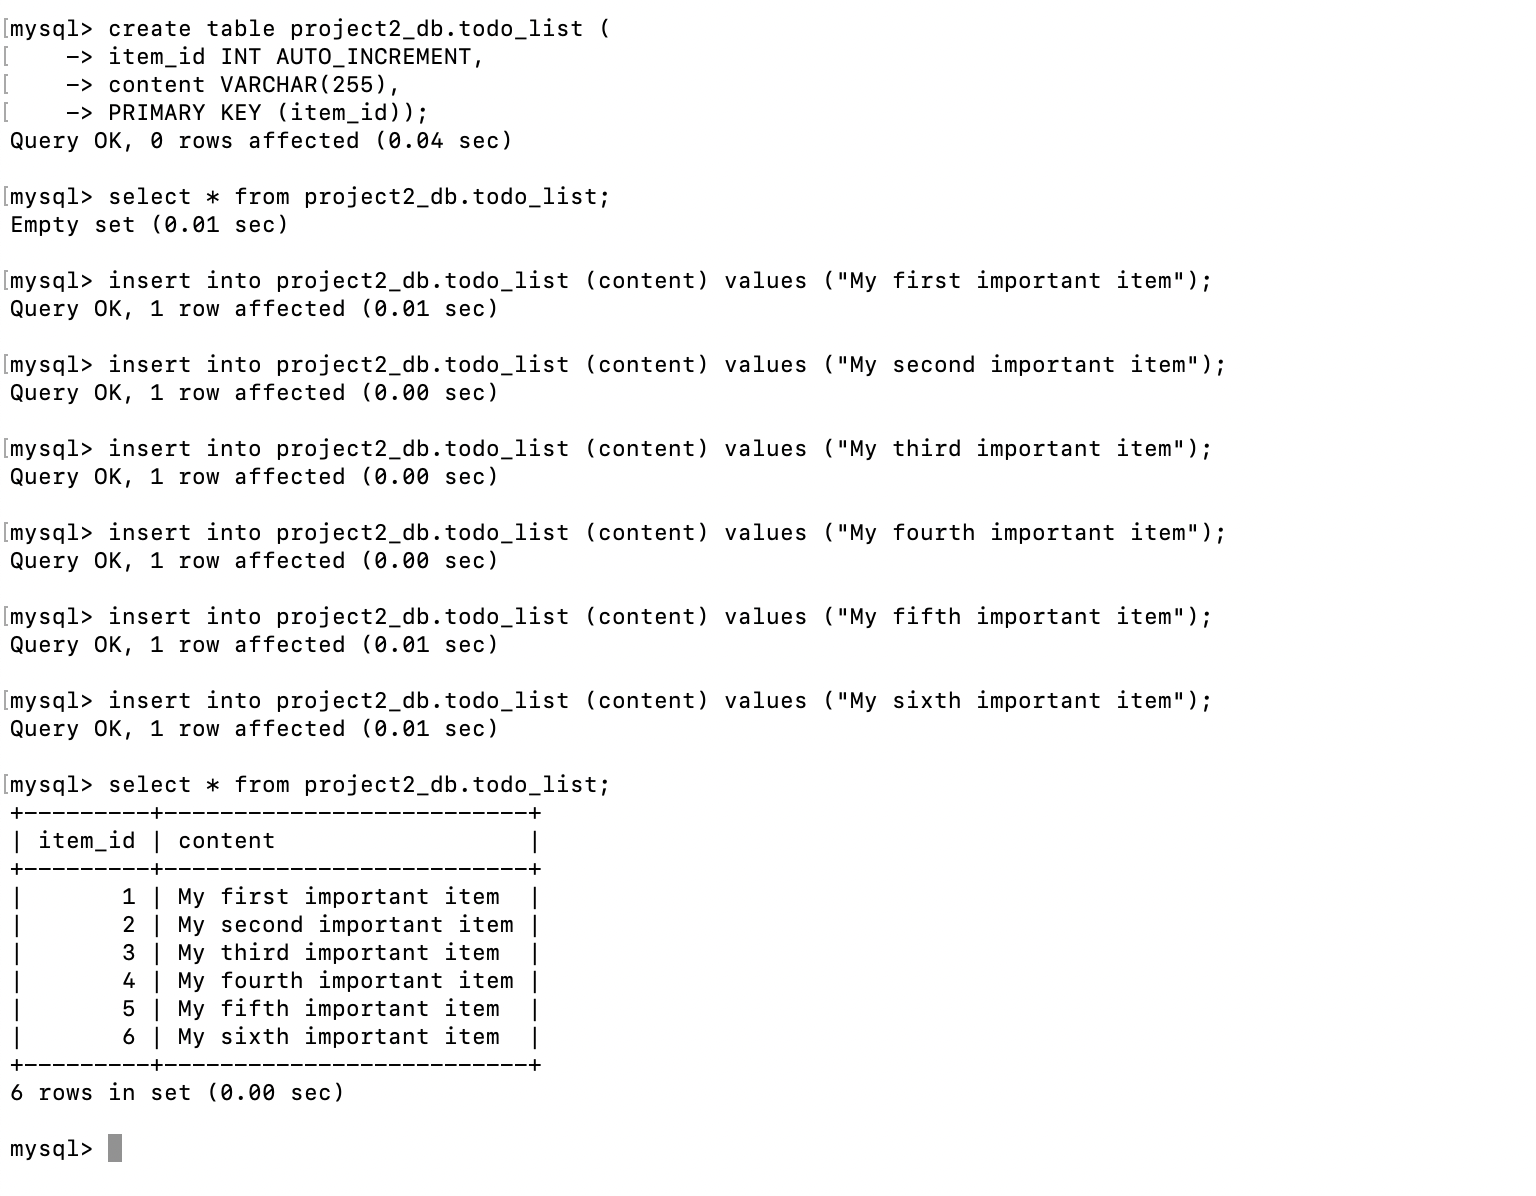 [mysql> create table project2_db.todo_list (
[    -> item_id INT AUTO_INCREMENT,
[    -> content VARCHAR(255),
[    -> PRIMARY KEY (item_id));
Query OK, 0 rows affected (0.04 sec)

[mysql> select * from project2_db.todo_list;
Empty set (0.01 sec)

[mysql> insert into project2_db.todo_list (content) values ("My first important item");
Query OK, 1 row affected (0.01 sec)

[mysql> insert into project2_db.todo_list (content) values ("My second important item");
Query OK, 1 row affected (0.00 sec)

[mysql> insert into project2_db.todo_list (content) values ("My third important item");
Query OK, 1 row affected (0.00 sec)

[mysql> insert into project2_db.todo_list (content) values ("My fourth important item");
Query OK, 1 row affected (0.00 sec)

[mysql> insert into project2_db.todo_list (content) values ("My fifth important item");
Query OK, 1 row affected (0.01 sec)

[mysql> insert into project2_db.todo_list (content) values ("My sixth important item");
Query OK, 1 row affected (0.01 sec)

[mysql> select * from project2_db.todo_list;
+---------+--------------------------+
| item_id | content                  |
+---------+--------------------------+
|       1 | My first important item  |
|       2 | My second important item |
|       3 | My third important item  |
|       4 | My fourth important item |
|       5 | My fifth important item  |
|       6 | My sixth important item  |
+---------+--------------------------+
6 rows in set (0.00 sec)

mysql>